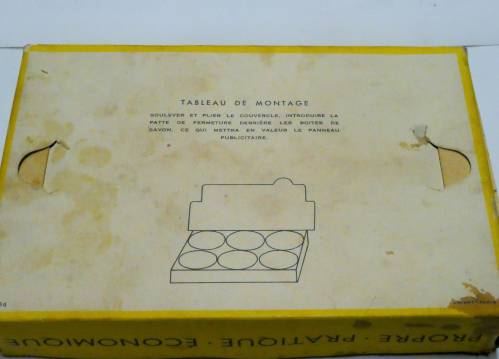 TABLEAU DE MONTAGE
SOULEVER ET PLIER LE COUVERCLE, INTRODUIRE LA
PATTE DE FERMETURE DERRIÈRE LES BOITES DE
SAVON, CE QUI METTRA EN VALEUR LE PANNEAU
PUBLICITAIRE.
PROPRE · PRATIQUE · ÉCONOMIQUE